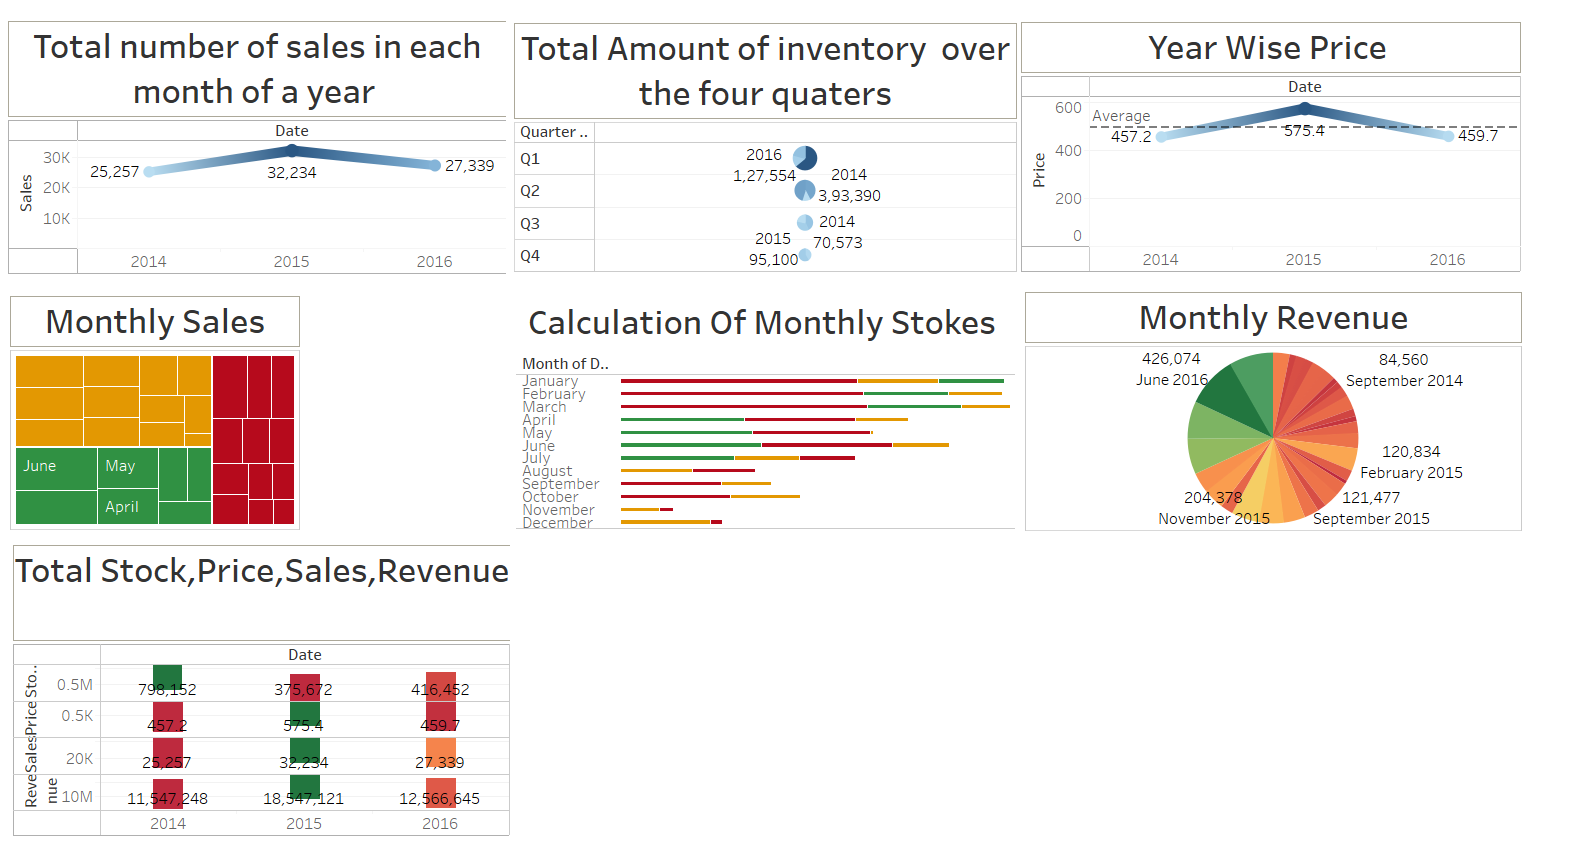 Total number of sales in each
month of a year
Date
Sales
30K
20K
10K
25,257
32,234
27,339
2014
2015
2016
Total Amount of inventory  over
the four quaters
Quarter ..
Q1
Q2
Q3
Q4
2016
1,27,554
2014
3,93,390
2014
70,573
2015
95,100
Year Wise Price
Date
Price
600
400
200
0
Average
457.2
575.4
459.7
2014
2015
2016
Monthly Sales
June
May
April
Calculation Of Monthly Stokes
Month of D..
January
February
March
April
May
June
July
August
September
October
November
December
Monthly Revenue
426,074
June 2016
84,560
September 2014
120,834
February 2015
204,378
November 2015
121,477
September 2015
Total Stock,Price,Sales,Revenue
Date
Sto..
0.5M
798,152
375,672
416,452
Price
0.5K
457.2
575.4
459.7
Sales
20K
25,257
32,234
27,339
Reve
nue
10M
11,547,248
18,547,121
12,566,645
2014
2015
2016